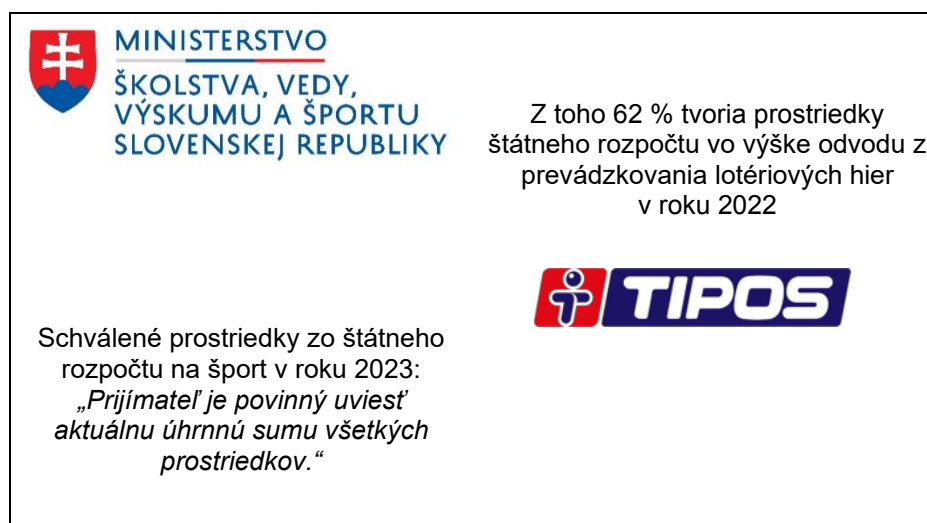 MINISTERSTVO
ŠKOLSTVA, VEDY,
VÝSKUMU A ŠPORTU
SLOVENSKEJ REPUBLIKY
Schválené prostriedky zo štátneho
rozpočtu na šport v roku 2023:
„Prijímateľ je povinný uviesť
aktuálnu úhrnnú sumu všetkých
prostriedkov.“
Z toho 62 % tvoria prostriedky
štátneho rozpočtu vo výške odvodu z
prevádzkovania lotériových hier
v roku 2022
TIPOS